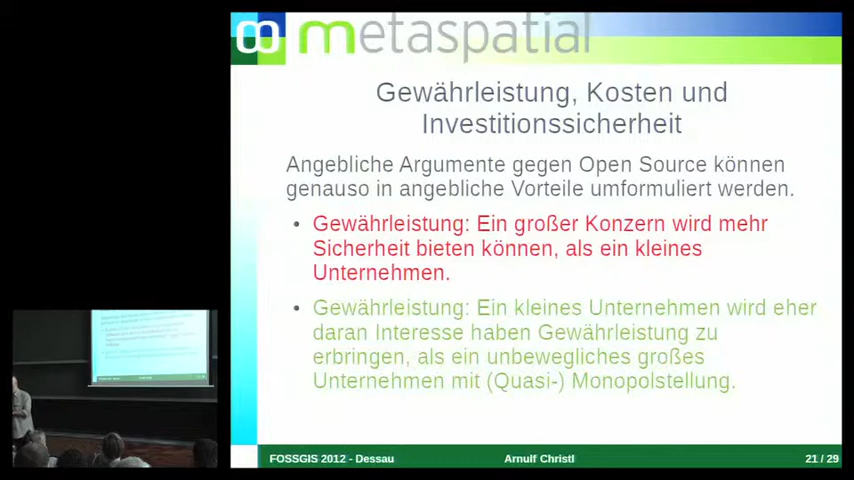 metaspatial
Gewährleistung, Kosten und
Investitionssicherheit
Angebliche Argumente gegen Open Source können
genauso in angebliche Vorteile umformuliert werden.
• Gewährleistung: Ein großer Konzern wird mehr
Sicherheit bieten können, als ein kleines
Unternehmen.
• Gewährleistung: Ein kleines Unternehmen wird eher
daran Interesse haben Gewährleistung zu
erbringen, als ein unbewegliches großes
Unternehmen mit (Quasi-) Monopolstellung.
FOSSGIS 2012 - Dessau Arnulf Christl 21 / 29